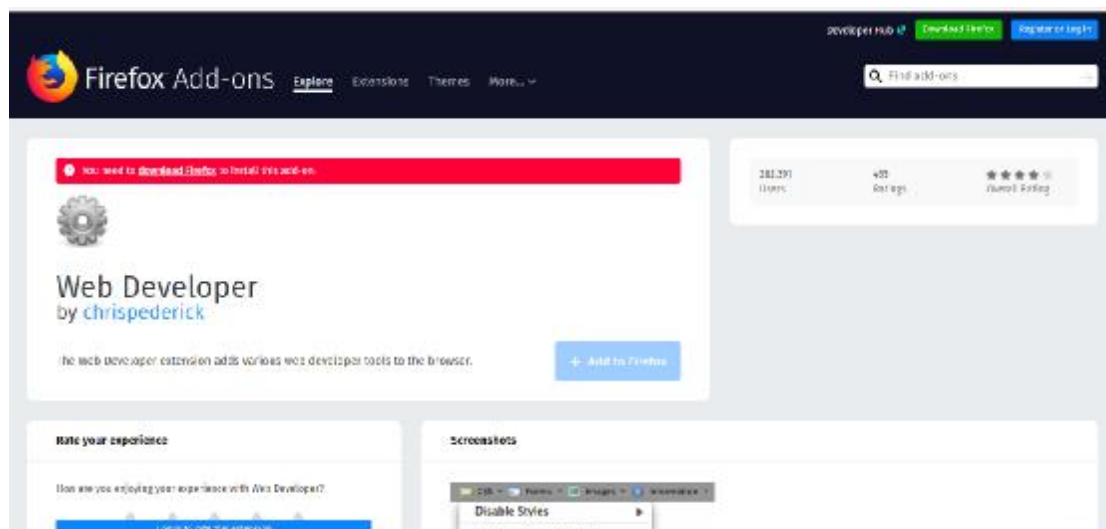 Developer Hub Download Firefox Register or Log in
Firefox Add-ons Explore Extensions Themes More...
Find add-ons
You need to download Firefox to install this add-on.
Users Ratings Overall Rating
Web Developer
by chrispederick
The Web Developer extension adds various web developer tools to the browser.
+ Add to Firefox
Rate your experience
Screenshots
How are you enjoying your experience with Web Developer?
CSS Forms Images Information
Disable Styles